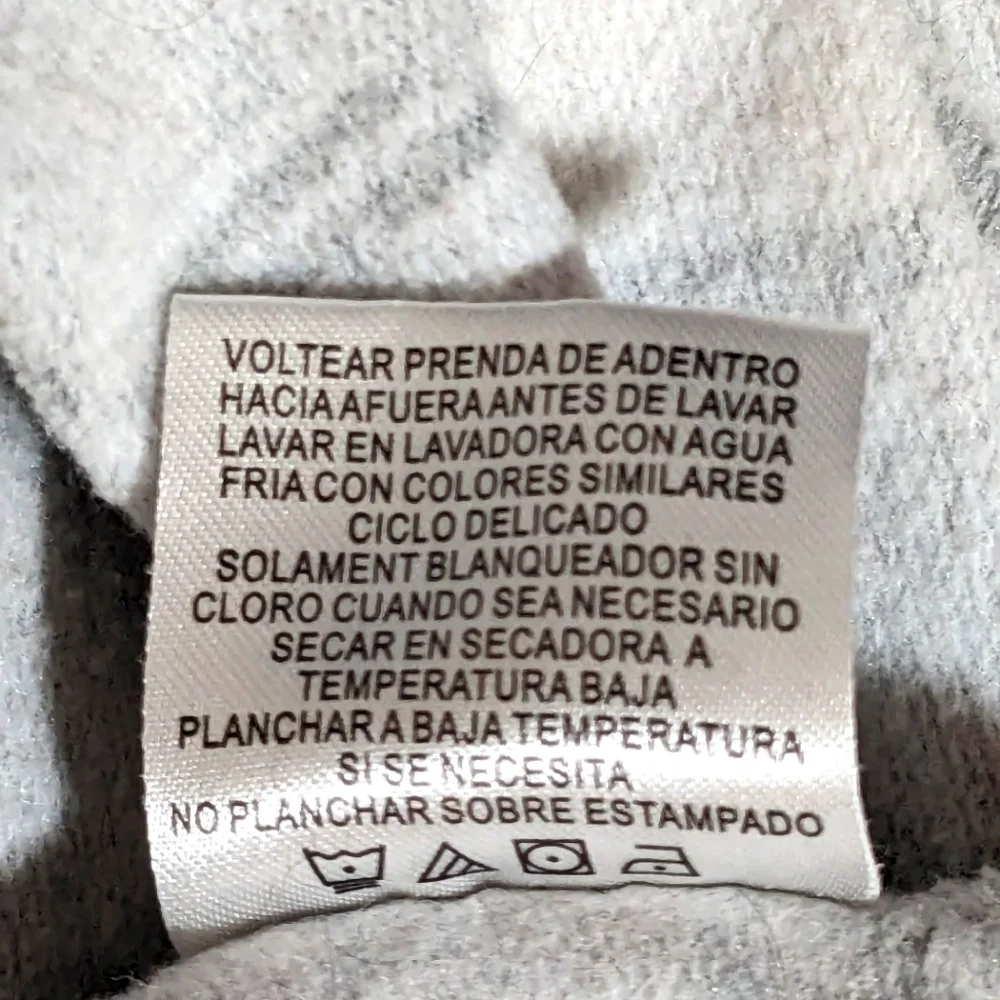 VOLTEAR PRENDA DE ADENTRO
HACIA AFUERA ANTES DE LAVAR
LAVAR EN LAVADORA CON AGUA
FRIA CON COLORES SIMILARES
CICLO DELICADO
SOLAMENT BLANQUEADOR SIN
CLORO CUANDO SEA NECESARIO
SECAR EN SECADORA A
TEMPERATURA BAJA
PLANCHAR A BAJA TEMPERATURA
SI SE NECESITA
NO PLANCHAR SOBRE ESTAMPADO